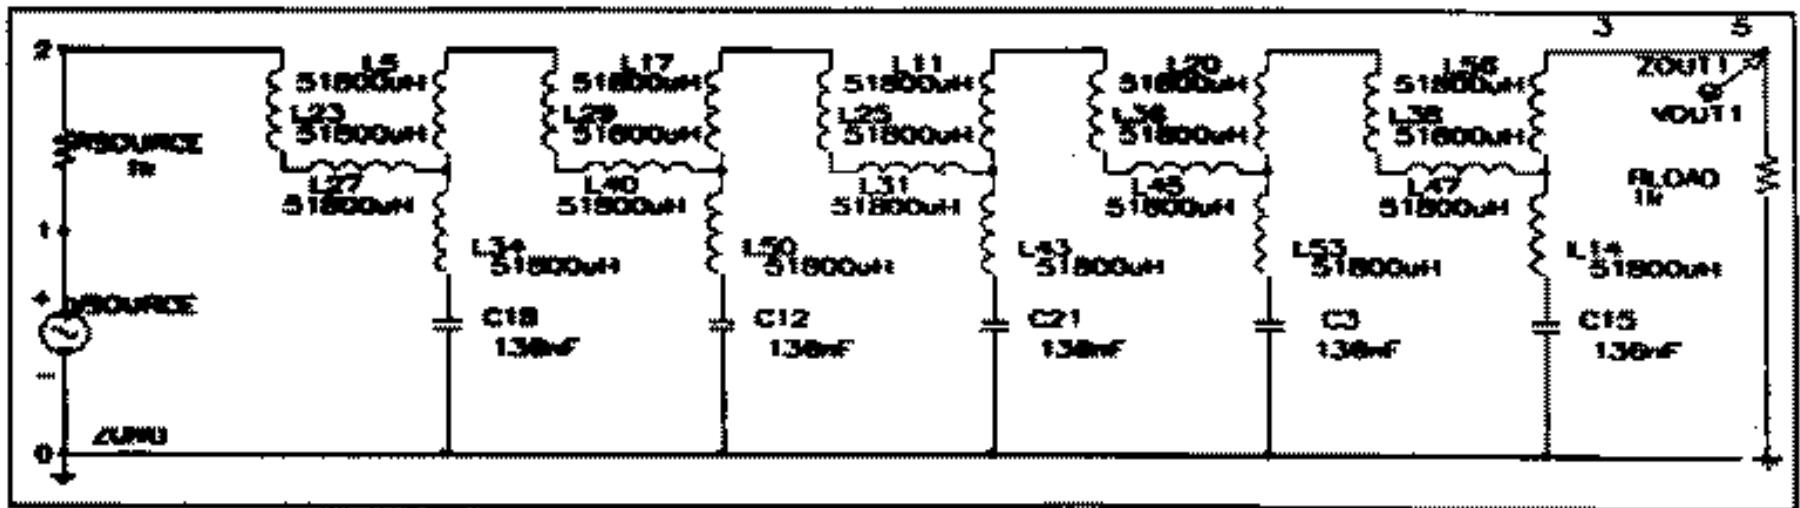 3 5
2
L5
51800uH
L17
51800uH
L11
51800uH
L20
51800uH
L56
51800uH
ZOUT1
VOUT1
L23
51800uH
L29
51800uH
L25
51800uH
51800uH
L38
51800uH
RSOURCE
1k
L27
51800uH
L40
51800uH
L31
51800uH
L45
51800uH
L47
51800uH
RLOAD
1k
1
L34
51800uH
L50
51800uH
L43
51800uH
L53
51800uH
L14
51800uH
+
VSOURCE
C18
136nF
C12
136nF
C21
136nF
C3
136nF
C15
136nF
0